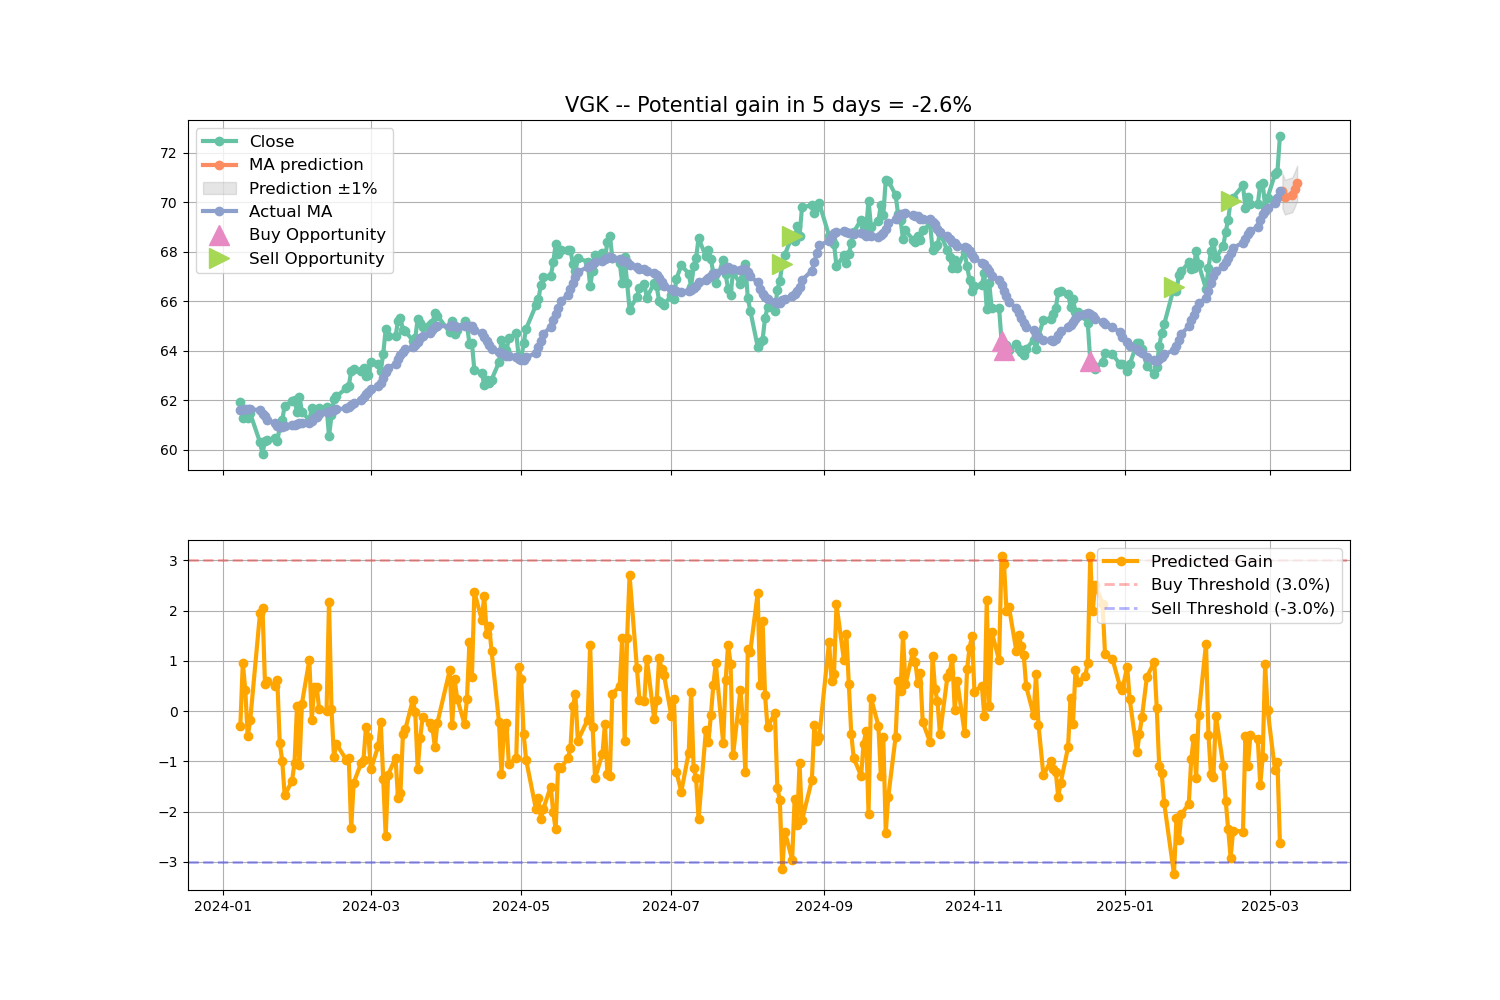 VGK -- Potential gain in 5 days = -2.6%
Close
MA prediction
Prediction ±1%
Actual MA
Buy Opportunity
Sell Opportunity
72
70
68
66
64
62
60
Predicted Gain
Buy Threshold (3.0%)
Sell Threshold (-3.0%)
3
2
1
0
−1
−2
−3
2024-01 2024-03 2024-05 2024-07 2024-09 2024-11 2025-01 2025-03